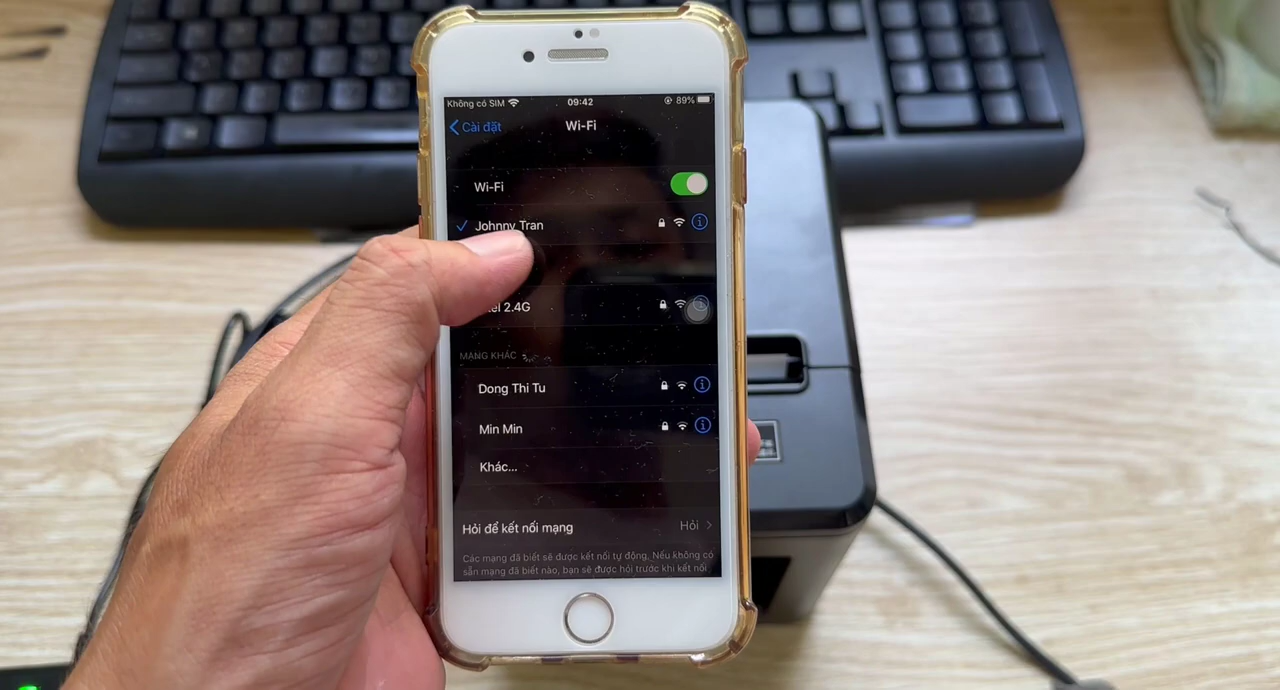 Không có SIM 09:42 89%
Cài đặt Wi-Fi
Wi-Fi
Johnny Tran
2.4G
MẠNG KHÁC
Dong Thi Tu
Min Min
Khác...
Hỏi để kết nối mạng Hỏi
Các mạng đã biết sẽ được kết nối tự động. Nếu không có
sẵn mạng đã biết nào, bạn sẽ được hỏi trước khi kết nối